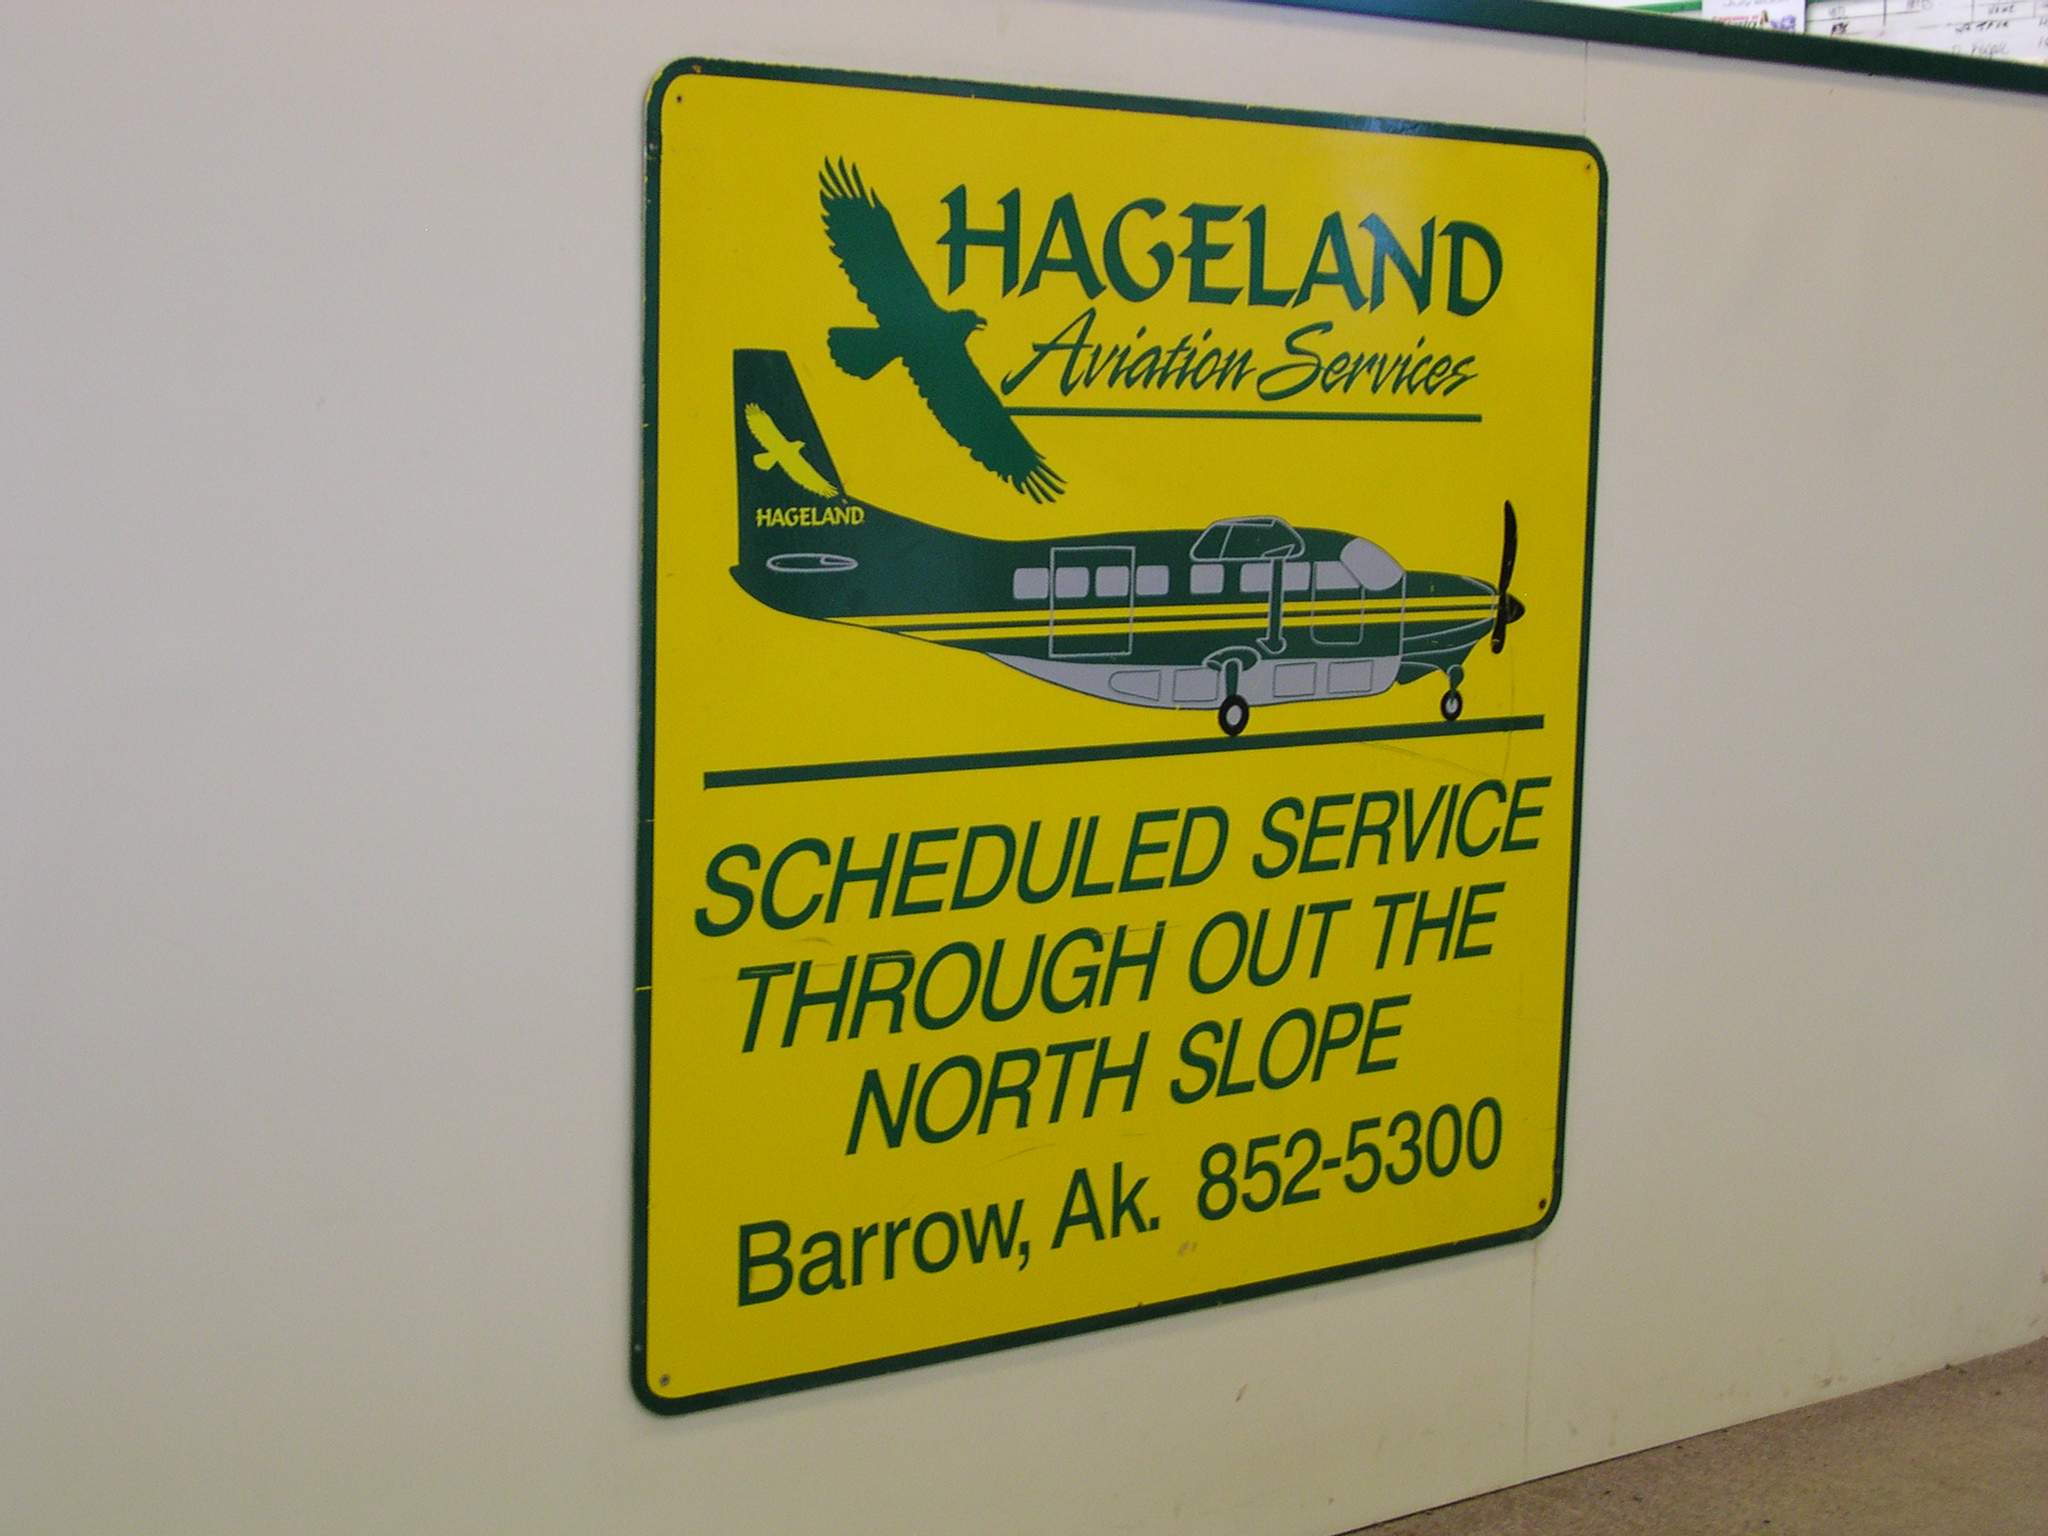 HAGELAND
Aviation Services
HAGELAND
SCHEDULED SERVICE
THROUGH OUT THE
NORTH SLOPE
Barrow, Ak. 852-5300